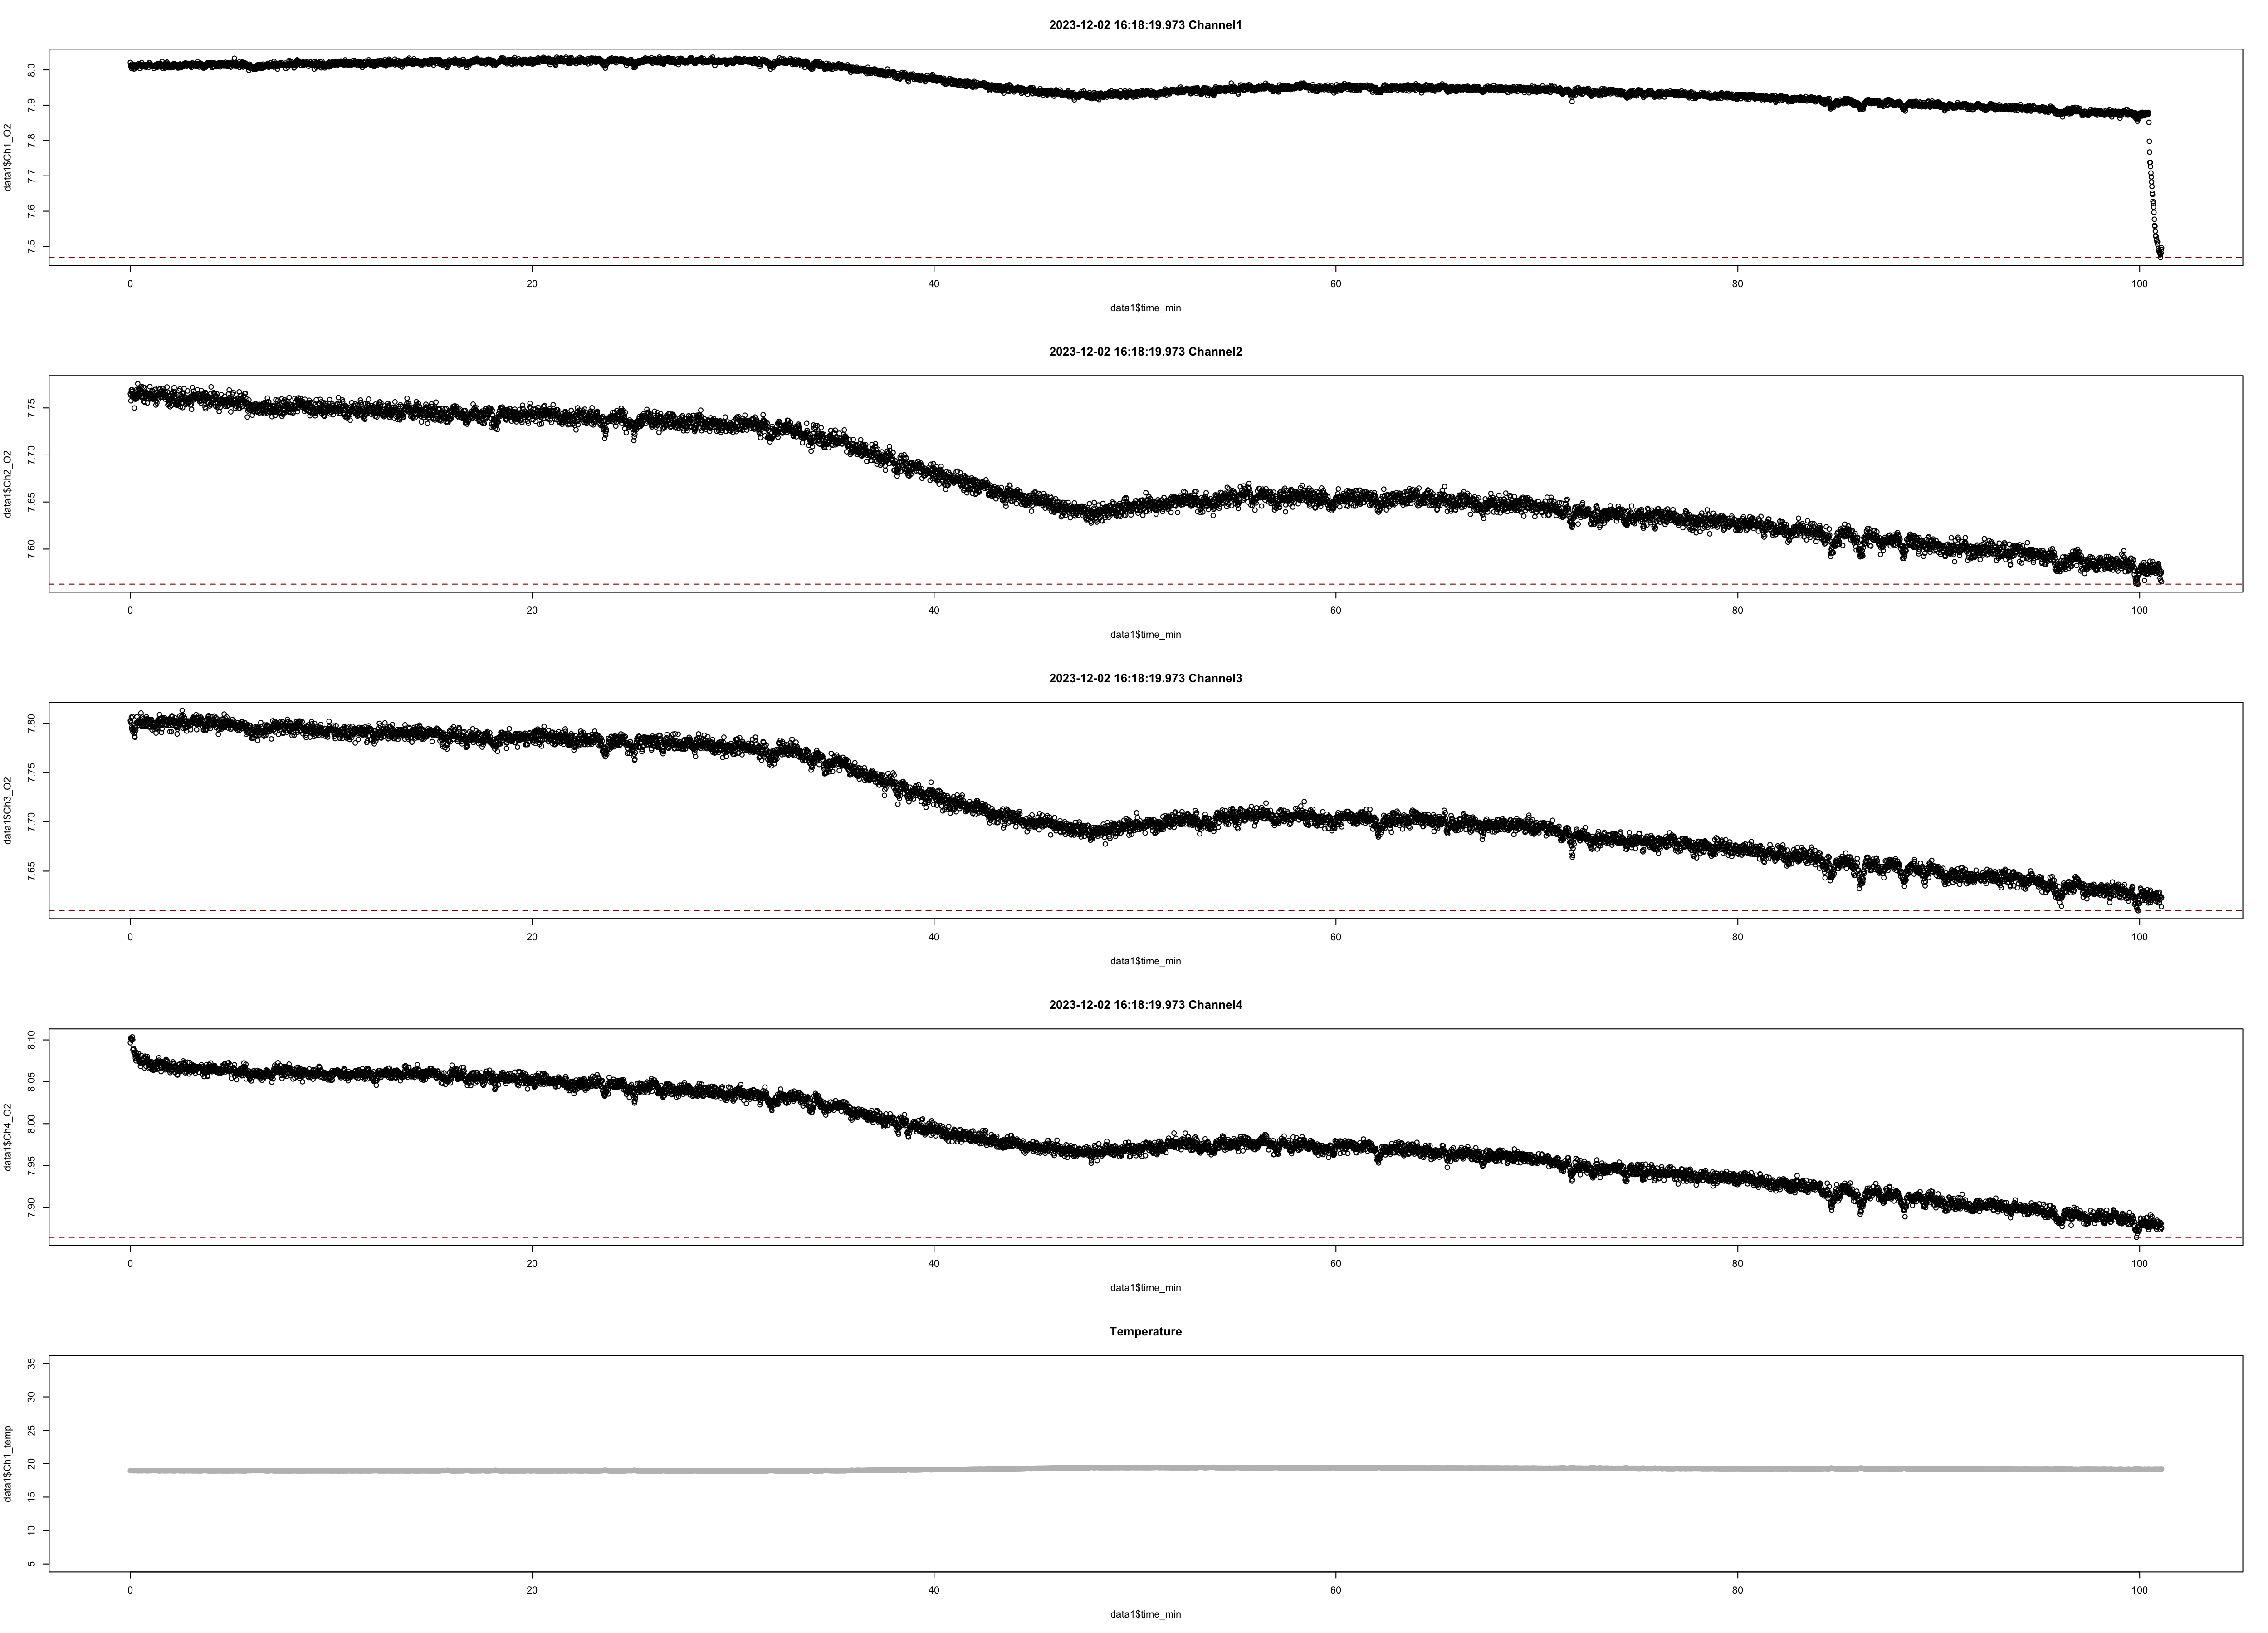 2023-12-02 16:18:19.973 Channel1
data1$Ch1_O2
8.0
7.9
7.8
7.7
7.6
7.5
0 20 40 60 80 100
data1$time_min
2023-12-02 16:18:19.973 Channel2
data1$Ch2_O2
7.75
7.70
7.65
7.60
0 20 40 60 80 100
data1$time_min
2023-12-02 16:18:19.973 Channel3
data1$Ch3_O2
7.80
7.75
7.70
7.65
0 20 40 60 80 100
data1$time_min
2023-12-02 16:18:19.973 Channel4
data1$Ch4_O2
8.10
8.05
8.00
7.95
7.90
0 20 40 60 80 100
data1$time_min
Temperature
data1$Ch1_temp
35
30
25
20
15
10
5
0 20 40 60 80 100
data1$time_min